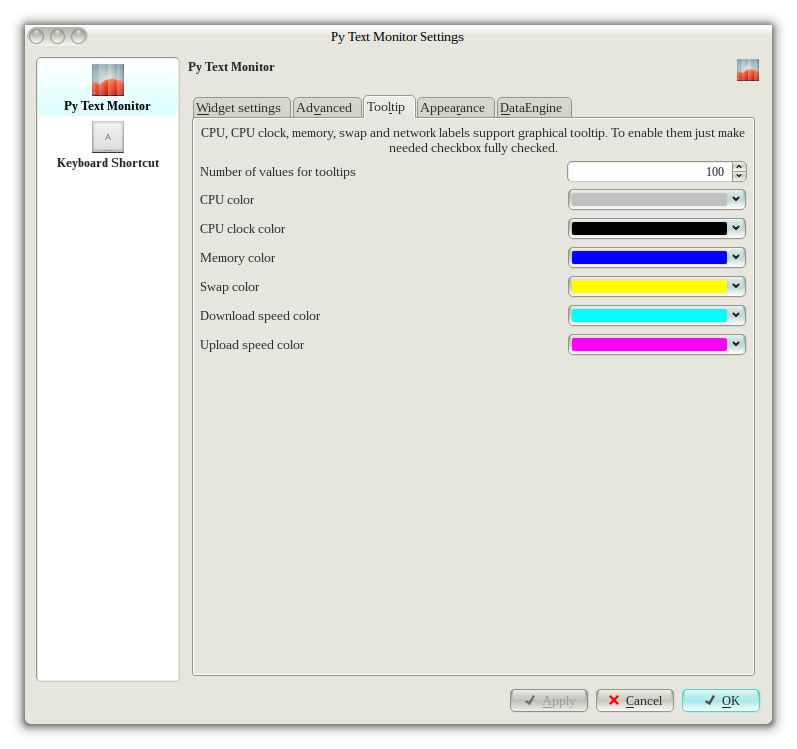 Py Text Monitor Settings
Py Text Monitor
A
Keyboard Shortcut
Py Text Monitor
Widget settings
Advanced
Tooltip
Appearance
DataEngine
CPU, CPU clock, memory, swap and network labels support graphical tooltip. To enable them just make
needed checkbox fully checked.
Number of values for tooltips
100
CPU color
CPU clock color
Memory color
Swap color
Download speed color
Upload speed color
Apply
Cancel
OK